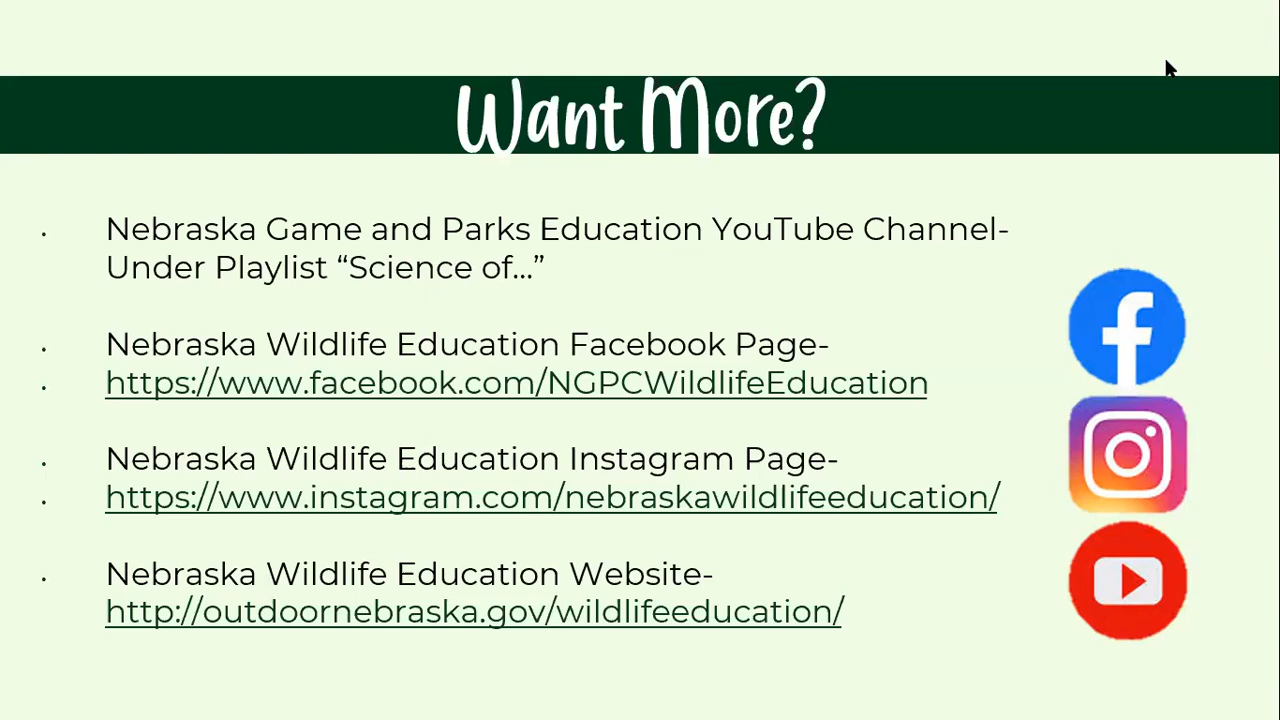 Want More?
• Nebraska Game and Parks Education YouTube Channel-
Under Playlist “Science of...”
• Nebraska Wildlife Education Facebook Page-
• https://www.facebook.com/NGPCWildlifeEducation
• Nebraska Wildlife Education Instagram Page-
• https://www.instagram.com/nebraskawildlifeeducation/
• Nebraska Wildlife Education Website-
http://outdoornebraska.gov/wildlifeeducation/